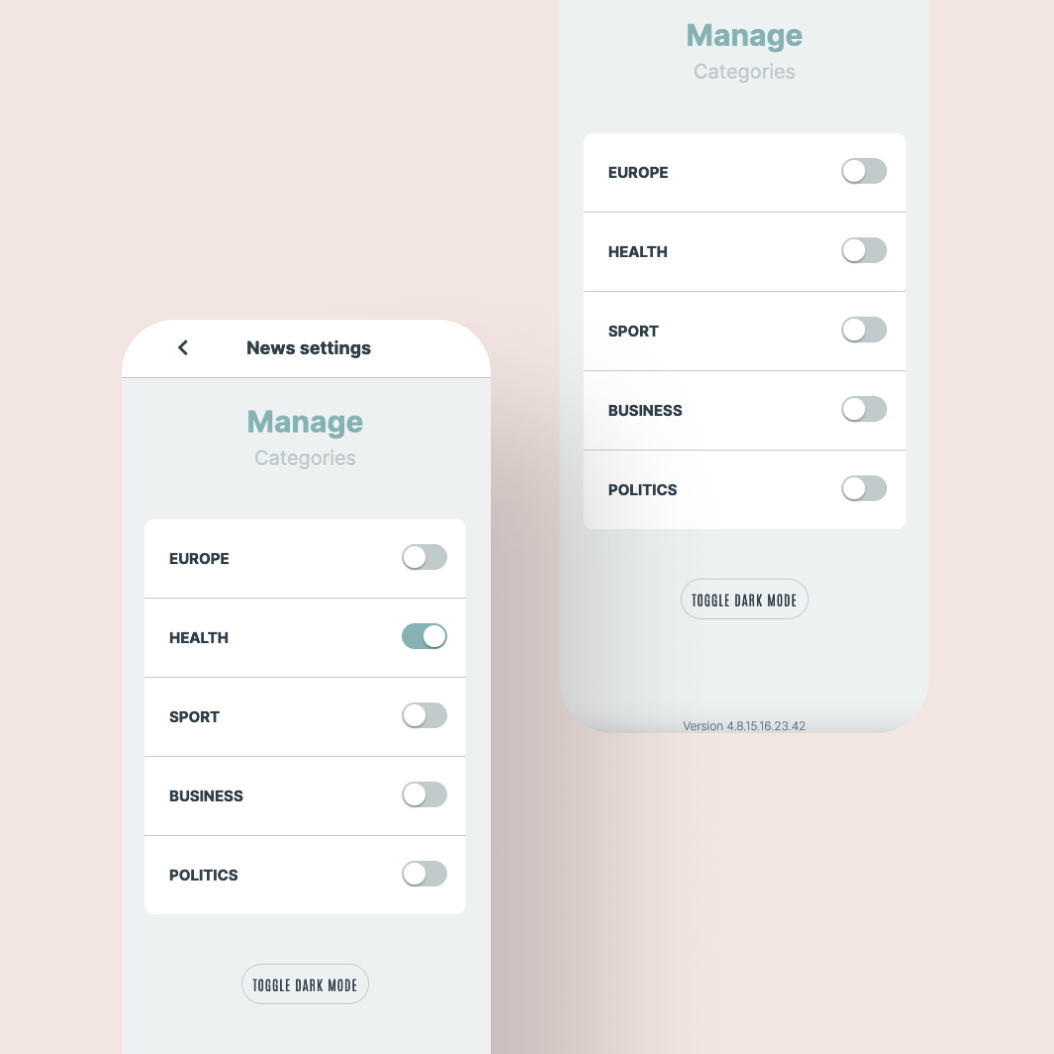 Manage
Categories
EUROPE
HEALTH
SPORT
BUSINESS
POLITICS
TOGGLE DARK MODE
Version 4.8.15.16.23.42
News settings
Manage
Categories
EUROPE
HEALTH
SPORT
BUSINESS
POLITICS
TOGGLE DARK MODE